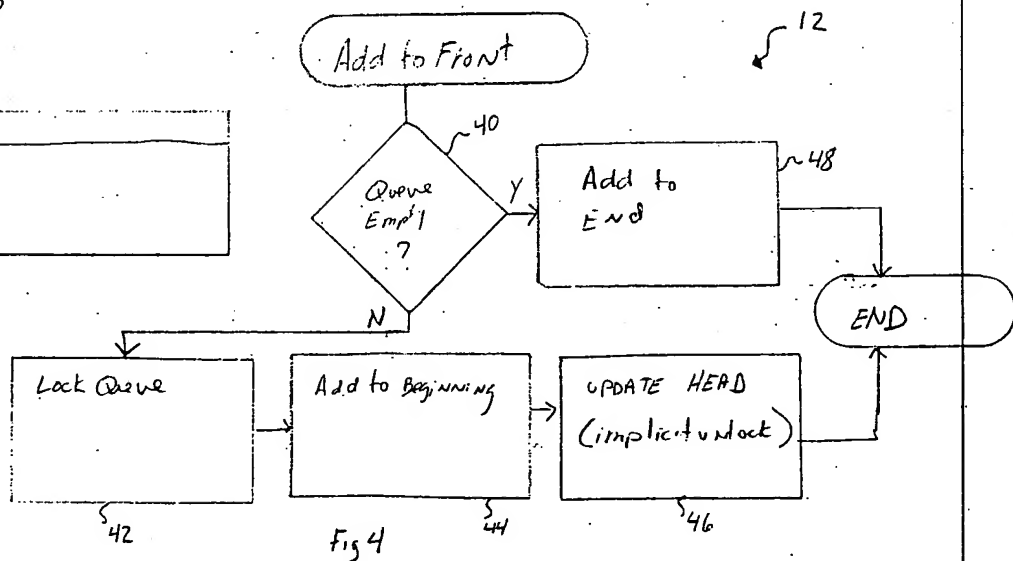 12
Add to Front
40
Queue
Empty
?
Y
Add to
End
48
N
END
Lock Queue
Add to Beginning
UPDATE HEAD
(implicit unlock)
42
44
46
Fig 4